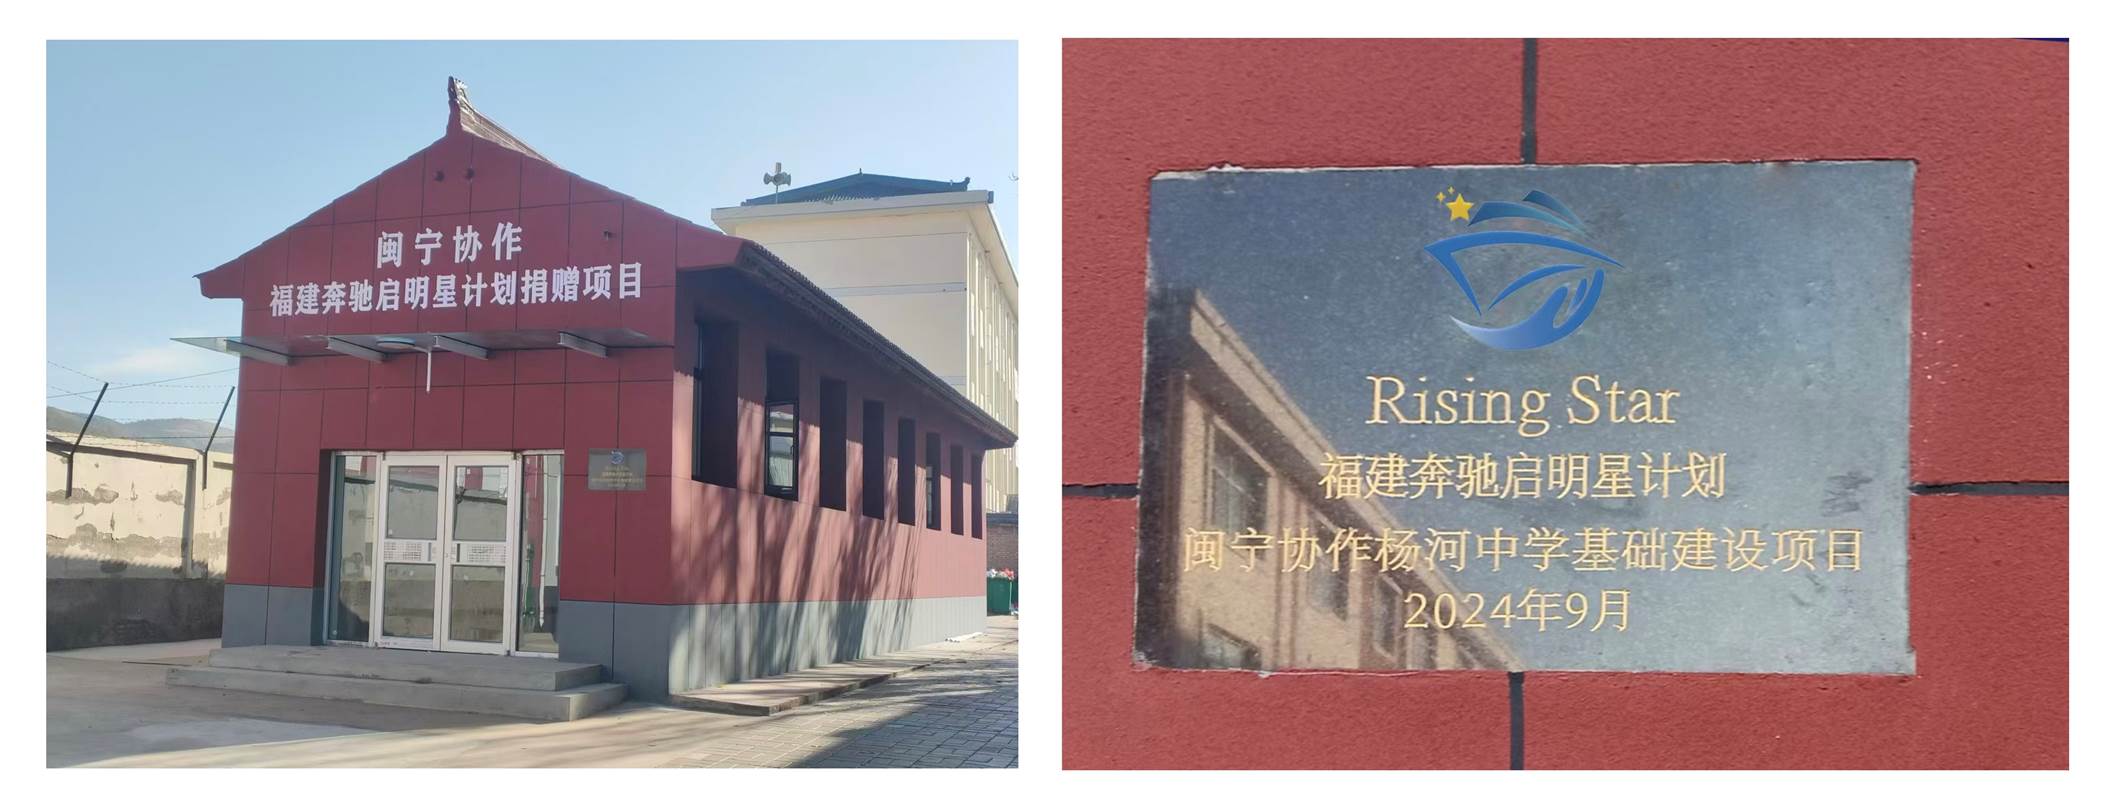 闽宁协作
福建奔驰启明星计划捐赠项目
Rising Star
福建奔驰启明星计划
闽宁协作杨河中学基础建设项目
2024年9月